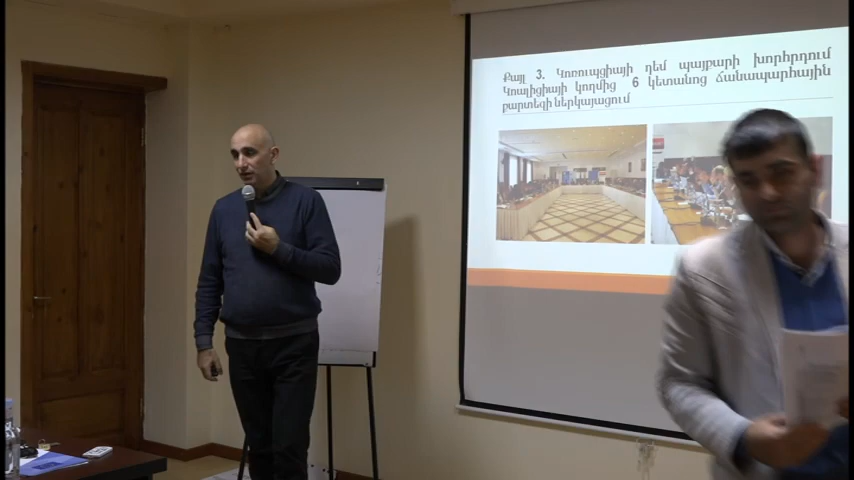 Քայլ 3. Կոռուպցիայի դեմ պայքարի խորհրդում
Կոալիցիայի կողմից 6 կետանոց ճանապարհային
քարտեզի ներկայացում